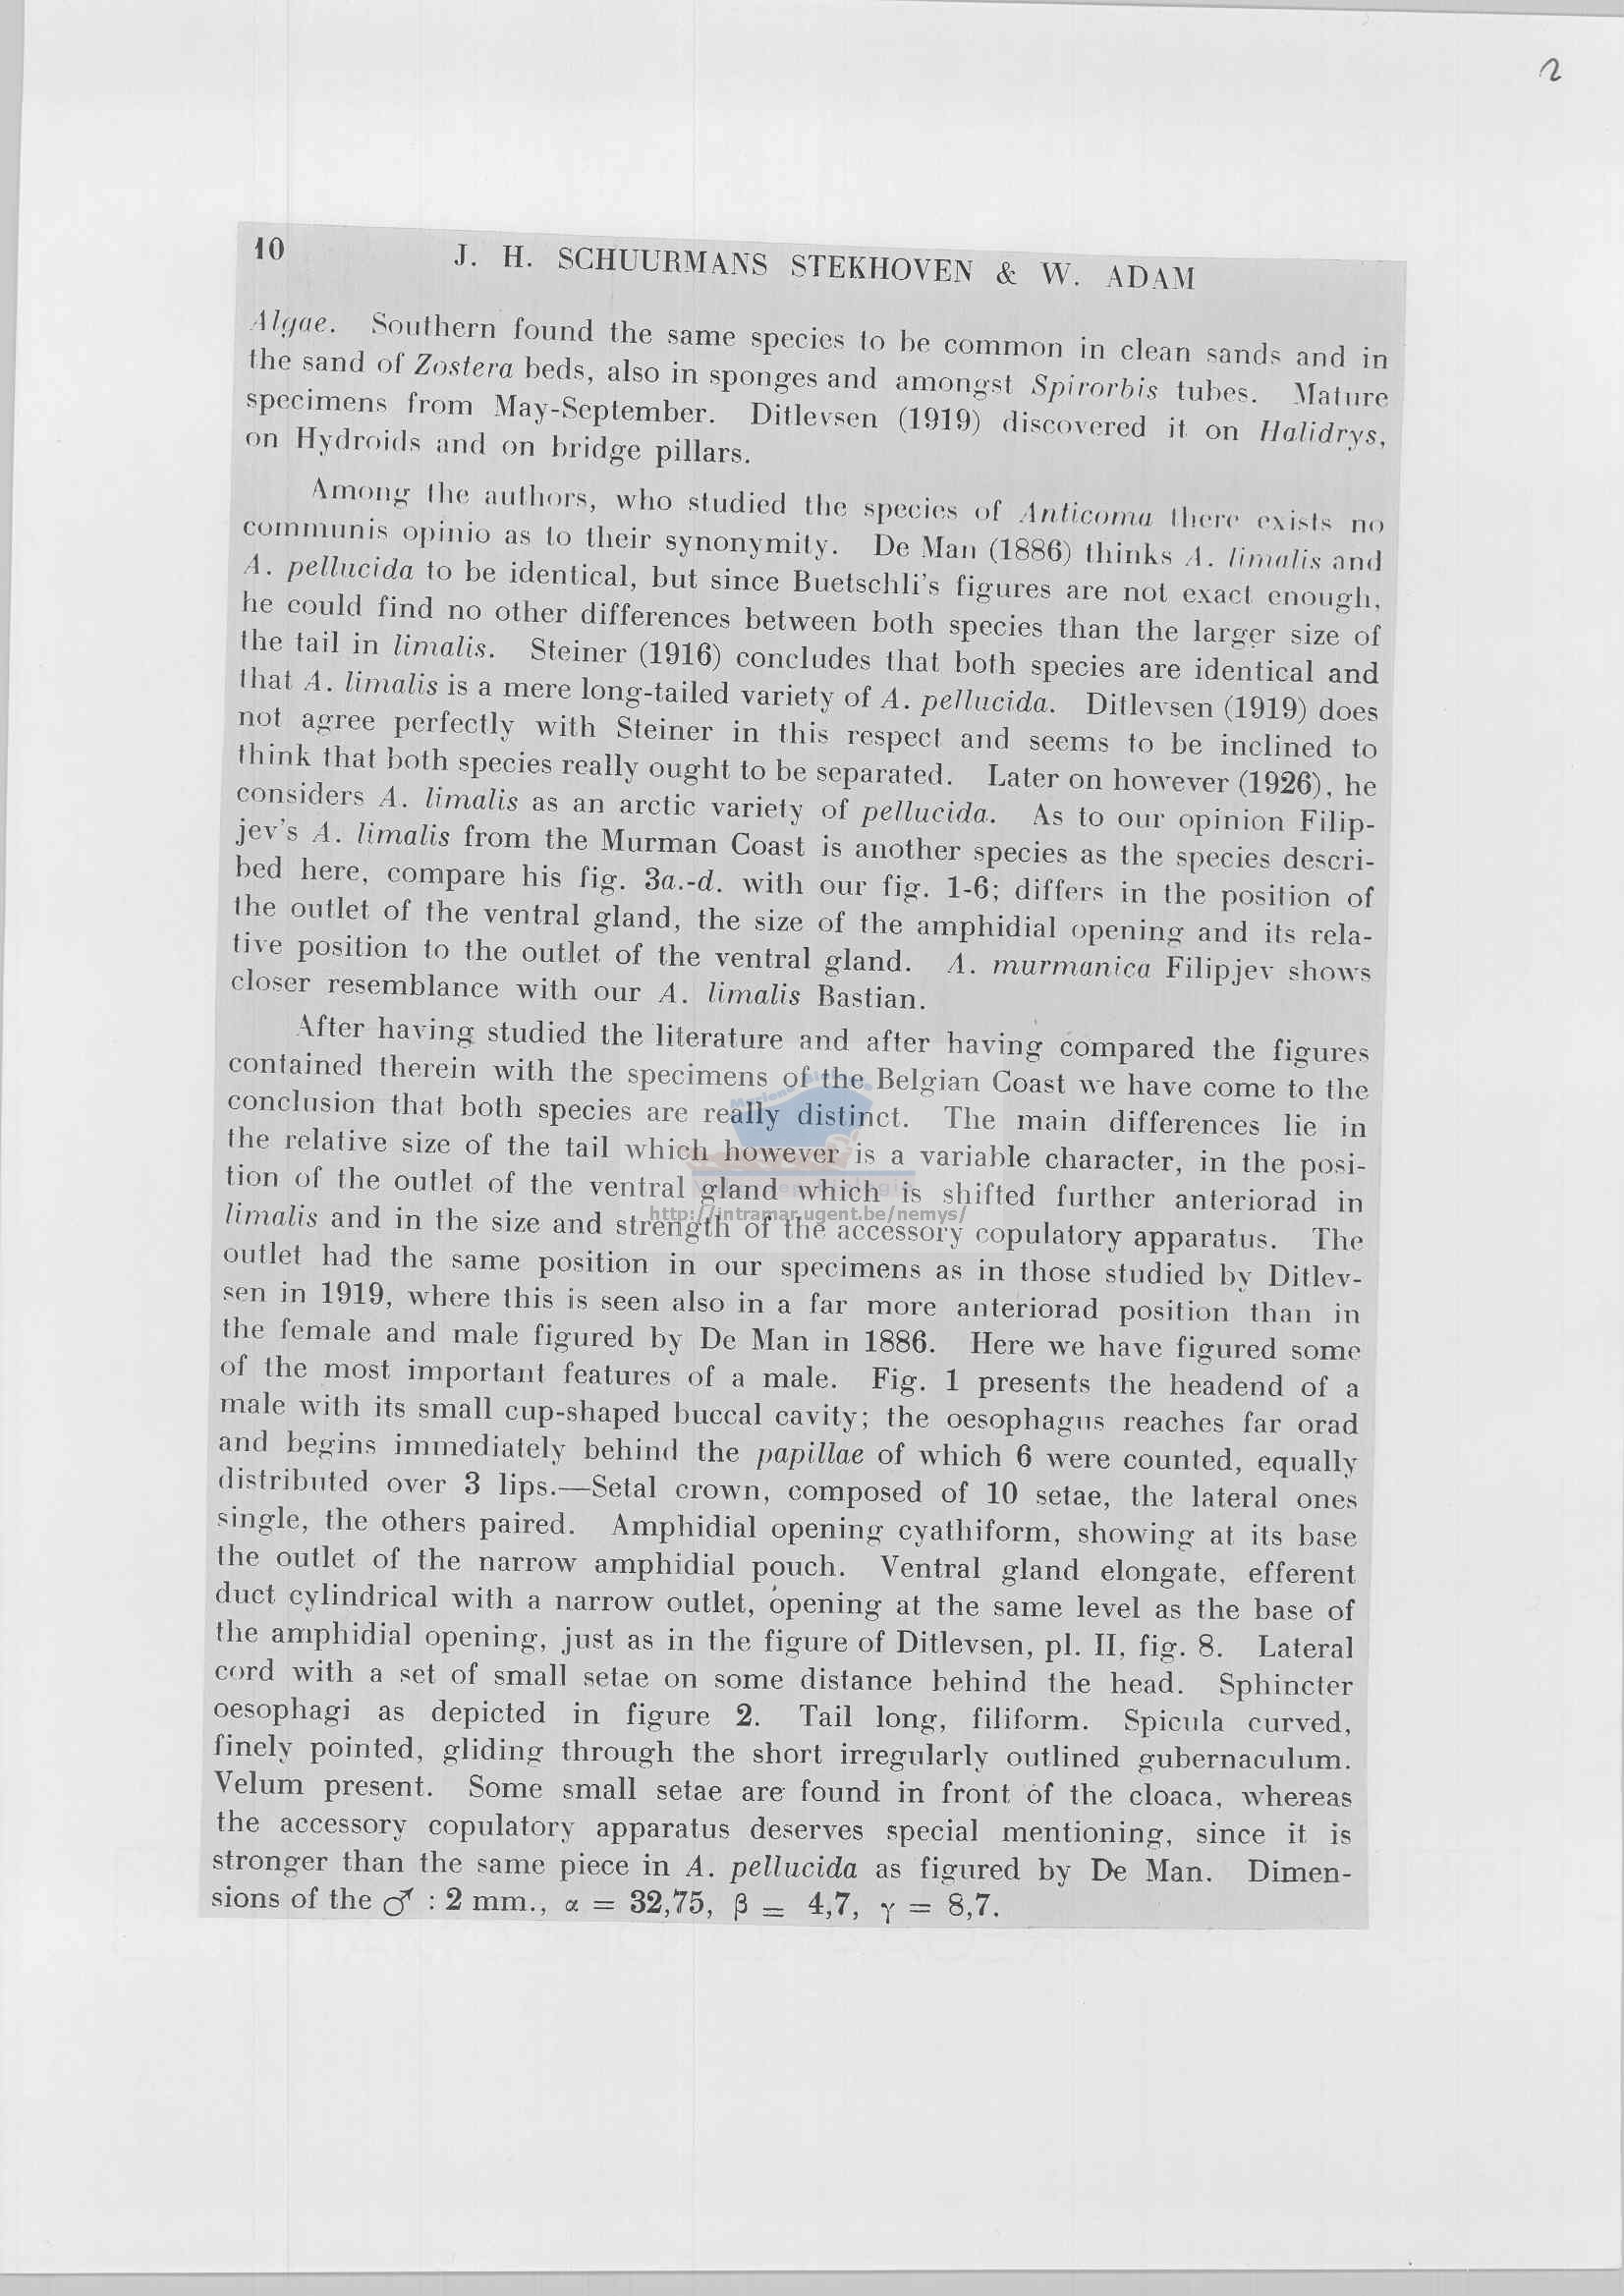 2
10 J. H. SCHUURMANS STEKHOVEN & W. ADAM
Algae. Southern found the same species to be common in clean sands and in
the sand of Zostera beds, also in sponges and amongst Spirorbis tubes. Mature
specimens from May-September. Ditlevsen (1919) discovered it on Halidrys,
on Hydroids and on bridge pillars.
Among the authors, who studied the species of Anticoma there exists no
communis opinio as to their synonymity. De Man (1886) thinks A. limalis and
A. pellucida to be identical, but since Buetschli's figures are not exact enough,
he could find no other differences between both species than the larger size of
the tail in limalis. Steiner (1916) concludes that both species are identical and
that A. limalis is a mere long-tailed variety of A. pellucida. Ditlevsen (1919) does
not agree perfectly with Steiner in this respect and seems to be inclined to
think that both species really ought to be separated. Later on however (1926), he
considers A. limalis as an arctic variety of pellucida. As to our opinion Filip-
jev's A. limalis from the Murman Coast is another species as the species descri-
bed here, compare his fig. 3a.-d. with our fig. 1-6; differs in the position of
the outlet of the ventral gland, the size of the amphidial opening and its rela-
tive position to the outlet of the ventral gland. A. murmanica Filipjev shows
closer resemblance with our A. limalis Bastian.
After having studied the literature and after having compared the figures
contained therein with the specimens of the Belgian Coast we have come to the
conclusion that both species are really distinct. The main differences lie in
the relative size of the tail which however is a variable character, in the posi-
tion of the outlet of the ventral gland which is shifted further anteriorad in
http://intramar.ugent.be/nemys/
limalis and in the size and strength of the accessory copulatory apparatus. The
outlet had the same position in our specimens as in those studied by Ditlev-
sen in 1919, where this is seen also in a far more anteriorad position than in
the female and male figured by De Man in 1886. Here we have figured some
of the most important features of a male. Fig. 1 presents the headend of a
male with its small cup-shaped buccal cavity; the oesophagus reaches far orad
and begins immediately behind the papillae of which 6 were counted, equally
distributed over 3 lips.—Setal crown, composed of 10 setae, the lateral ones
single, the others paired. Amphidial opening cyathiform, showing at its base
the outlet of the narrow amphidial pouch. Ventral gland elongate, efferent
duct cylindrical with a narrow outlet, opening at the same level as the base of
the amphidial opening, just as in the figure of Ditlevsen, pl. II, fig. 8. Lateral
cord with a set of small setae on some distance behind the head. Sphincter
oesophagi as depicted in figure 2. Tail long, filiform. Spicula curved,
finely pointed, gliding through the short irregularly outlined gubernaculum.
Velum present. Some small setae are found in front of the cloaca, whereas
the accessory copulatory apparatus deserves special mentioning, since it is
stronger than the same piece in A. pellucida as figured by De Man. Dimen-
sions of the ♂ : 2 mm., α = 32,75, β = 4,7, γ = 8,7.